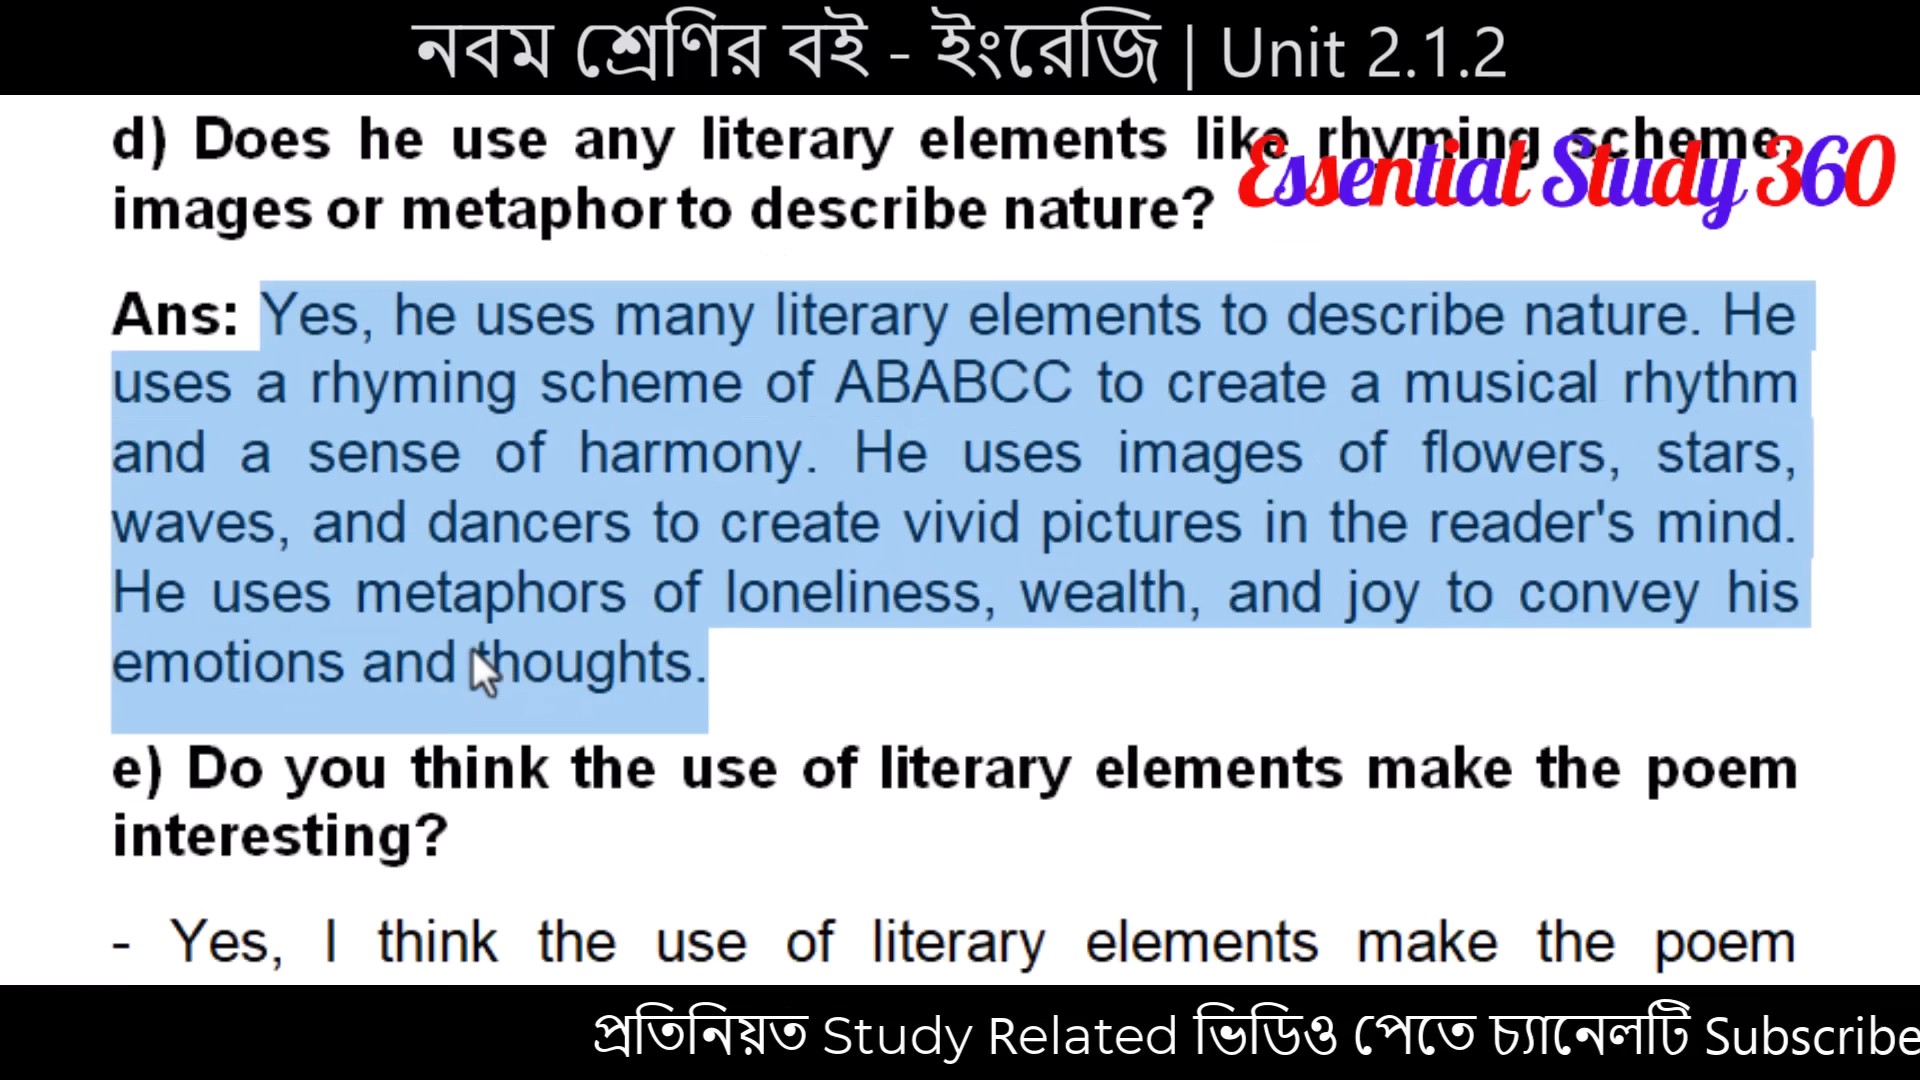 নবম শ্রেণির বই - ইংরেজি | Unit 2.1.2
d) Does he use any literary elements like rhyming scheme,
images or metaphor to describe nature?
Essential Study 360
Ans: Yes, he uses many literary elements to describe nature. He
uses a rhyming scheme of ABABCC to create a musical rhythm
and a sense of harmony. He uses images of flowers, stars,
waves, and dancers to create vivid pictures in the reader's mind.
He uses metaphors of loneliness, wealth, and joy to convey his
emotions and thoughts.
e) Do you think the use of literary elements make the poem
interesting?
- Yes, I think the use of literary elements make the poem
প্রতিনিয়ত Study Related ভিডিও পেতে চ্যানেলটি Subscribe